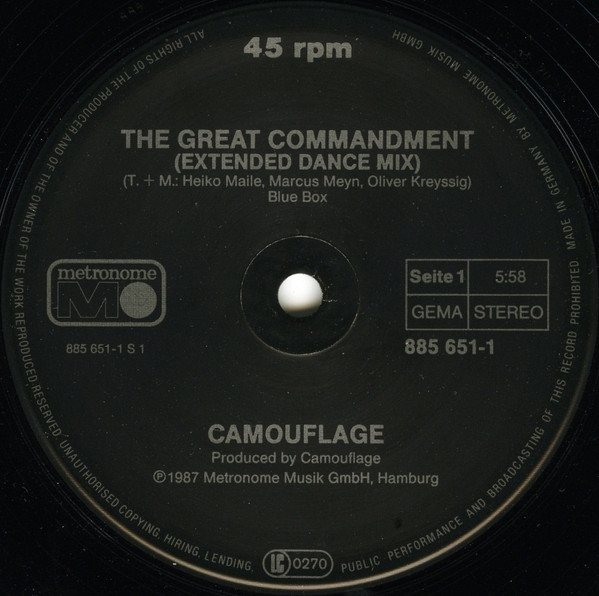 45 rpm
THE GREAT COMMANDMENT
(EXTENDED DANCE MIX)
(T. + M.: Heiko Maile, Marcus Meyn, Oliver Kreyssig)
Blue Box
metronome
M
885 651-1 S 1
Seite 1 5:58
GEMA STEREO
885 651-1
CAMOUFLAGE
Produced by Camouflage
℗1987 Metronome Musik GmbH, Hamburg
LC 0270
ALL RIGHTS OF THE PRODUCER AND OF THE OWNER OF THE WORK REPRODUCED RESERVED. UNAUTHORISED COPYING, HIRING, LENDING, PUBLIC PERFORMANCE AND BROADCASTING OF THIS RECORD PROHIBITED. MADE IN GERMANY BY METRONOME MUSIK GMBH